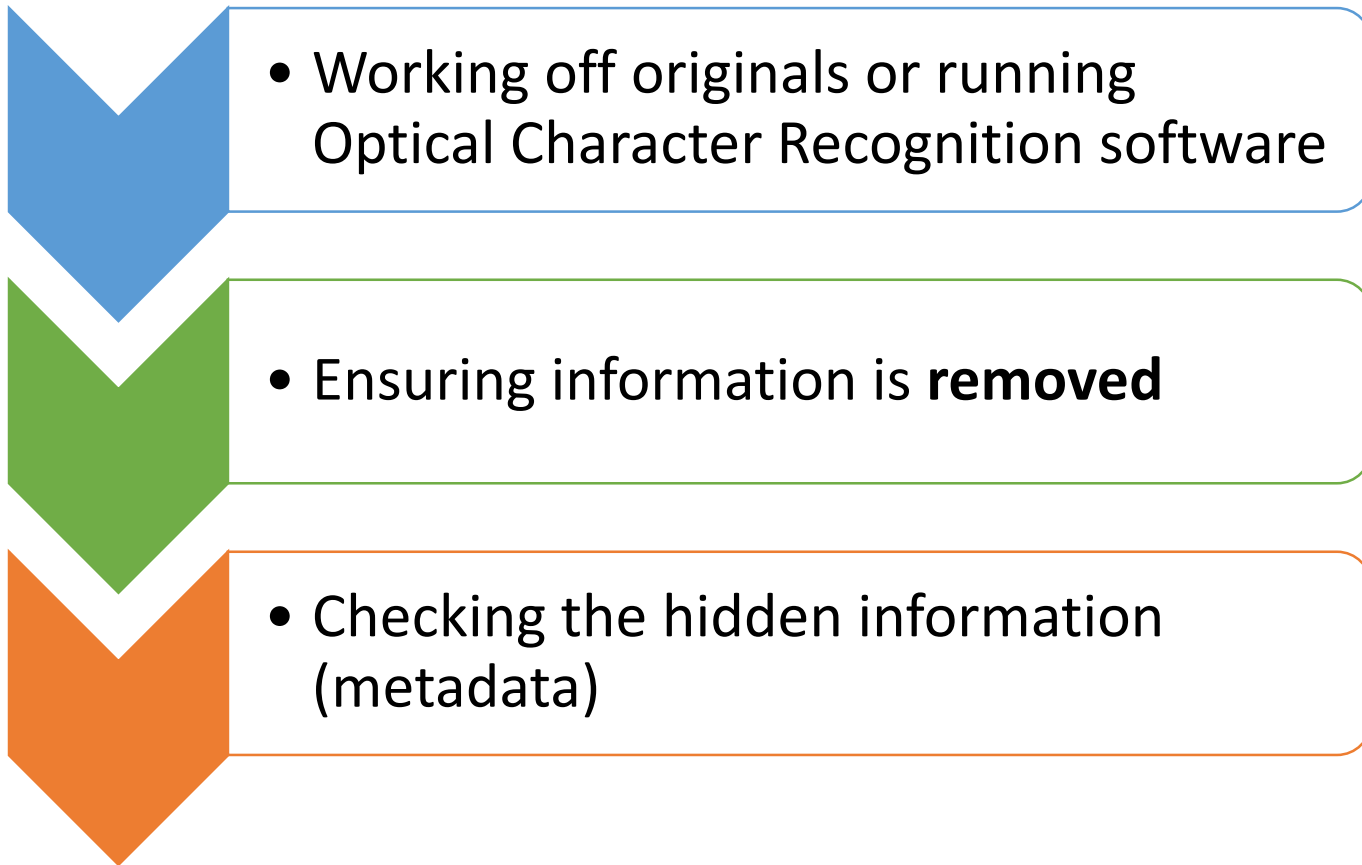 • Working off originals or running
Optical Character Recognition software
• Ensuring information is removed
• Checking the hidden information
(metadata)